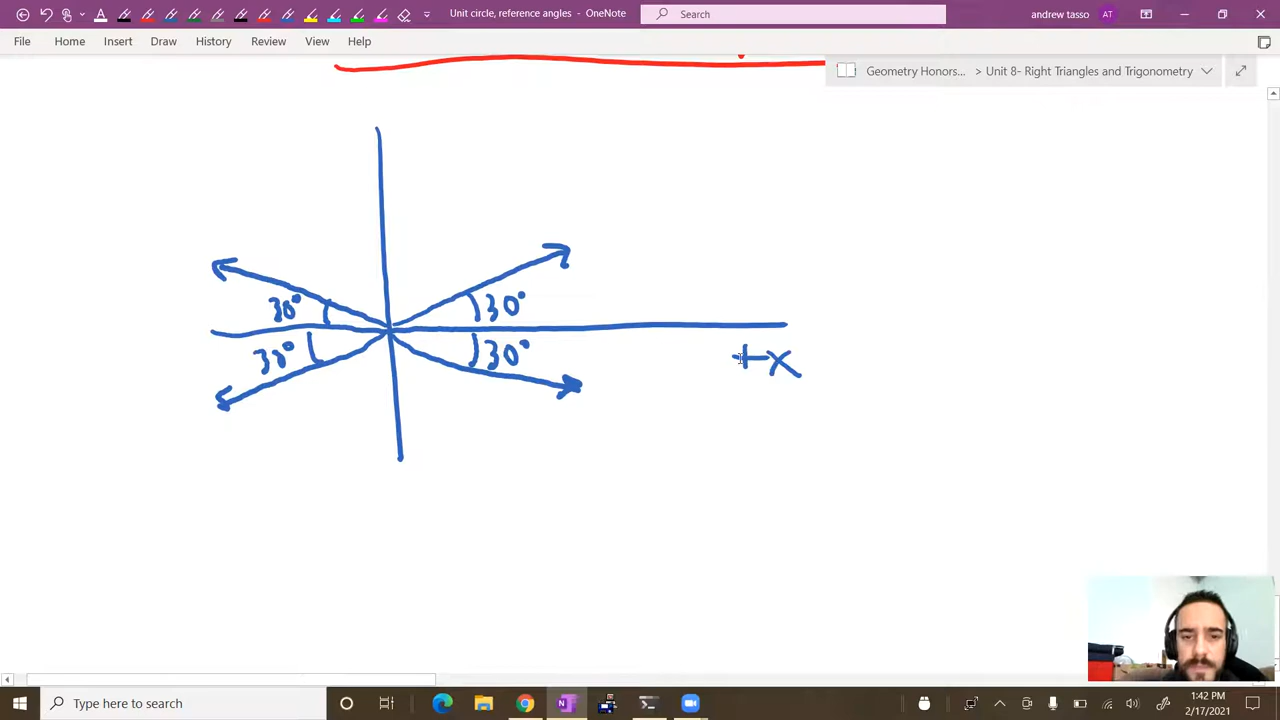 Unit circle, reference angles - OneNote
Search
andrew tasso AT
File Home Insert Draw History Review View Help
Geometry Honors... > Unit 8- Right Triangles and Trigonometry
30° 30°
30° 30°
+x
Type here to search
1:42 PM
2/17/2021